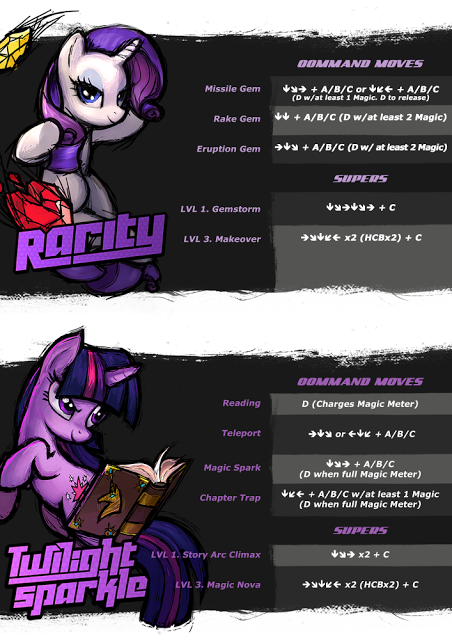 COMMAND MOVES
Missile Gem ↓↘→ + A/B/C or ↓↙← + A/B/C
(D w/at least 1 Magic. D to release)
Rake Gem ↓↓ + A/B/C (D w/at least 2 Magic)
Eruption Gem →↓↘ + A/B/C (D w/ at least 2 Magic)
SUPERS
LVL 1. Gemstorm ↓↘→↓↘→ + C
LVL 3. Makeover →↘↓↙← x2 (HCBx2) + C
Rarity
COMMAND MOVES
Reading D (Charges Magic Meter)
Teleport →↓↘ or ←↓↙ + A/B/C
Magic Spark ↓↘→ + A/B/C
(D when full Magic Meter)
Chapter Trap ↓↙← + A/B/C w/at least 1 Magic
(D when full Magic Meter)
SUPERS
LVL 1. Story Arc Climax ↓↘→ x2 + C
LVL 3. Magic Nova →↘↓↙← x2 (HCBx2) + C
Twilight
sparkle